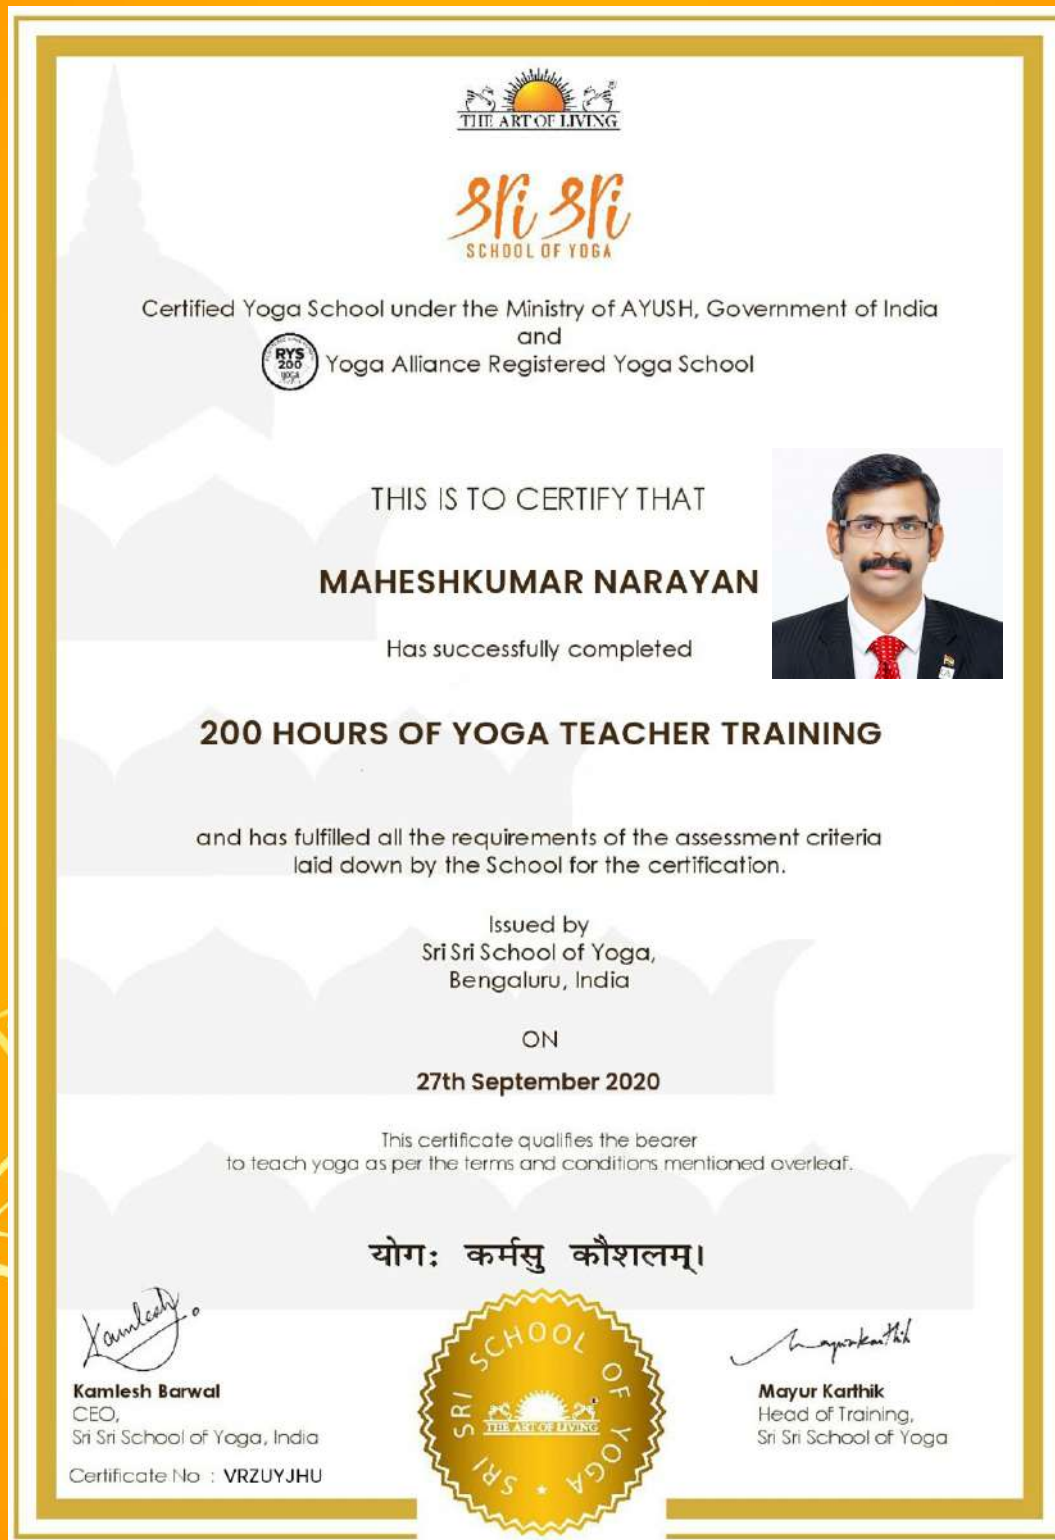 THE ART OF LIVING
sri sri
SCHOOL OF YOGA
Certified Yoga School under the Ministry of AYUSH, Government of India
and
RYS
200
yoga
Yoga Alliance Registered Yoga School
THIS IS TO CERTIFY THAT
MAHESHKUMAR NARAYAN
Has successfully completed
200 HOURS OF YOGA TEACHER TRAINING
and has fulfilled all the requirements of the assessment criteria
laid down by the School for the certification.
Issued by
Sri Sri School of Yoga,
Bengaluru, India
ON
27th September 2020
This certificate qualifies the bearer
to teach yoga as per the terms and conditions mentioned overleaf.
योगः कर्मसु कौशलम्।
Kamlesh
Mayurkarthik
Kamlesh Barwal
CEO,
Sri Sri School of Yoga, India
Certificate No : VRZUYJHU
SRI SRI SCHOOL OF YOGA
THE ART OF LIVING
Mayur Karthik
Head of Training,
Sri Sri School of Yoga